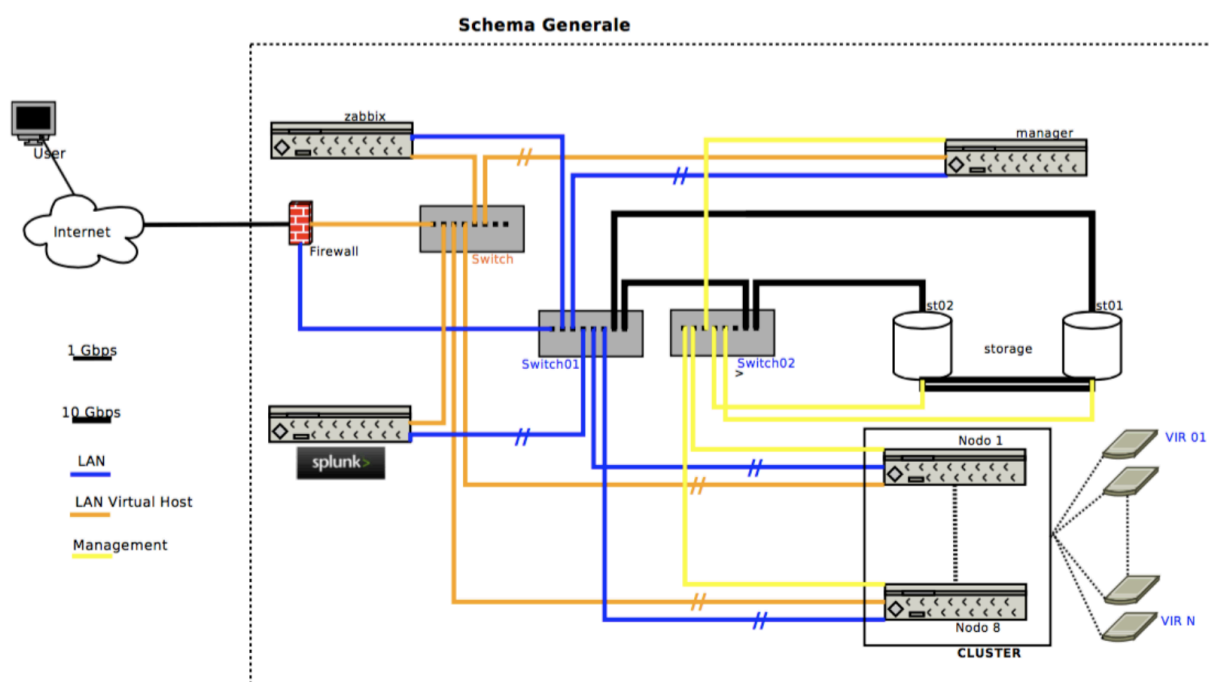 Schema Generale
zabbix
manager
User
Internet
Firewall
Switch
st02
st01
storage
1 Gbps
Switch01
Switch02
>
10 Gbps
splunk>
LAN
LAN Virtual Host
Management
Nodo 1
VIR 01
Nodo 8
VIR N
CLUSTER